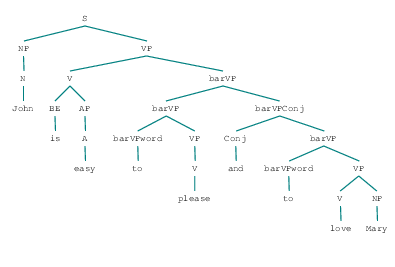 S
NP VP
N V barVP
John BE AP barVP barVPConj
is A barVPword VP Conj barVP
easy to V and barVPword VP
please to V NP
love Mary